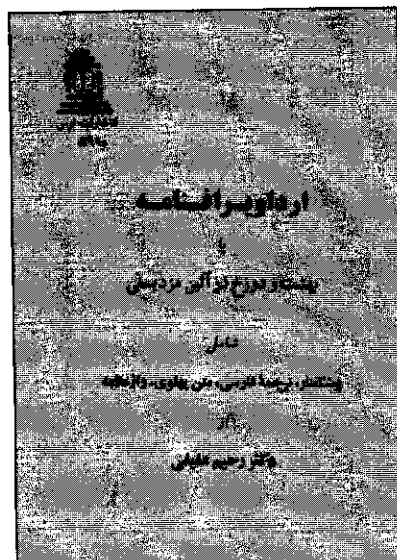 ارداویرافنامه
یا
بهشت و دوزخ در آئین مزدیسنی
شامل
پیشگفتار، ترجمهٔ فارسی، متن پهلوی، واژه‌نامه
از
دکتر رحیم عفیفی